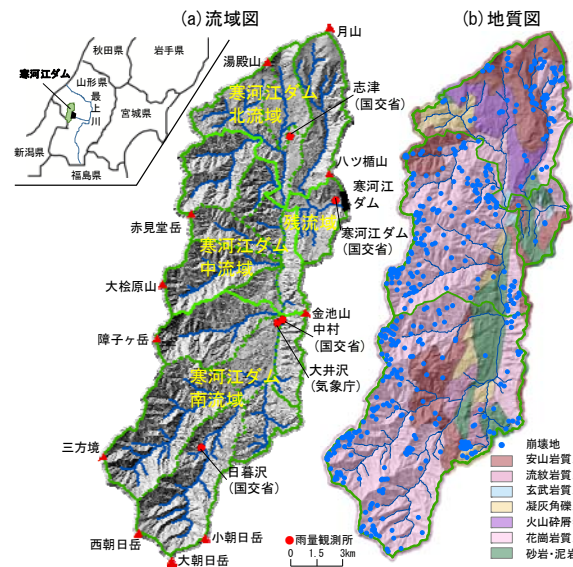 (a) 流域図
(b) 地質図
秋田県
岩手県
寒河江ダム
山形県
最上川
宮城県
新潟県
福島県
月山
湯殿山
志津
(国交省)
寒河江ダム
北流域
八ツ楯山
寒河江
ダム
残流域
寒河江ダム
(国交省)
赤見堂岳
寒河江ダム
中流域
大桧原山
金池山
中村
(国交省)
障子ヶ岳
大井沢
(気象庁)
寒河江ダム
南流域
三方境
日暮沢
(国交省)
西朝日岳
小朝日岳
大朝日岳
雨量観測所
0 1.5 3km
崩壊地
安山岩質
流紋岩質
玄武岩質
凝灰角礫
火山砕屑
花崗岩質
砂岩・泥岩